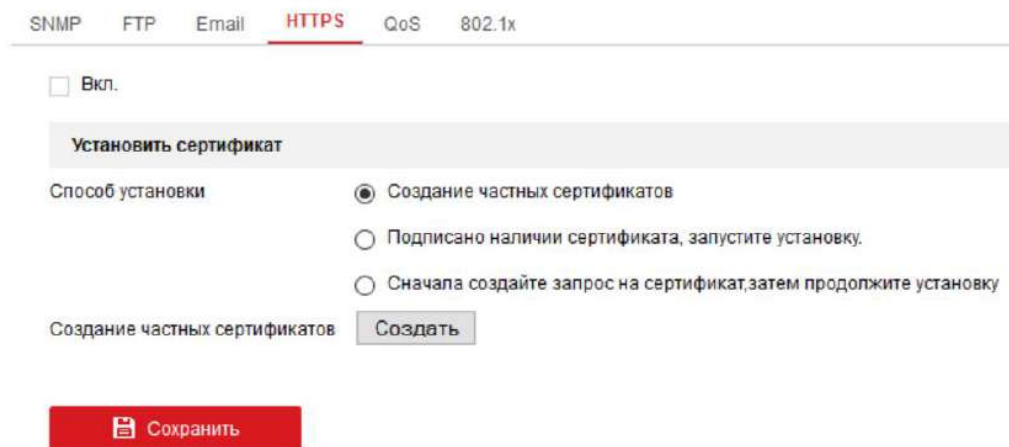 SNMP FTP Email HTTPS QoS 802.1x
Вкл.
Установить сертификат
Способ установки Создание частных сертификатов
Подписано наличии сертификата, запустите установку.
Сначала создайте запрос на сертификат,затем продолжите установку
Создание частных сертификатов Создать
Сохранить